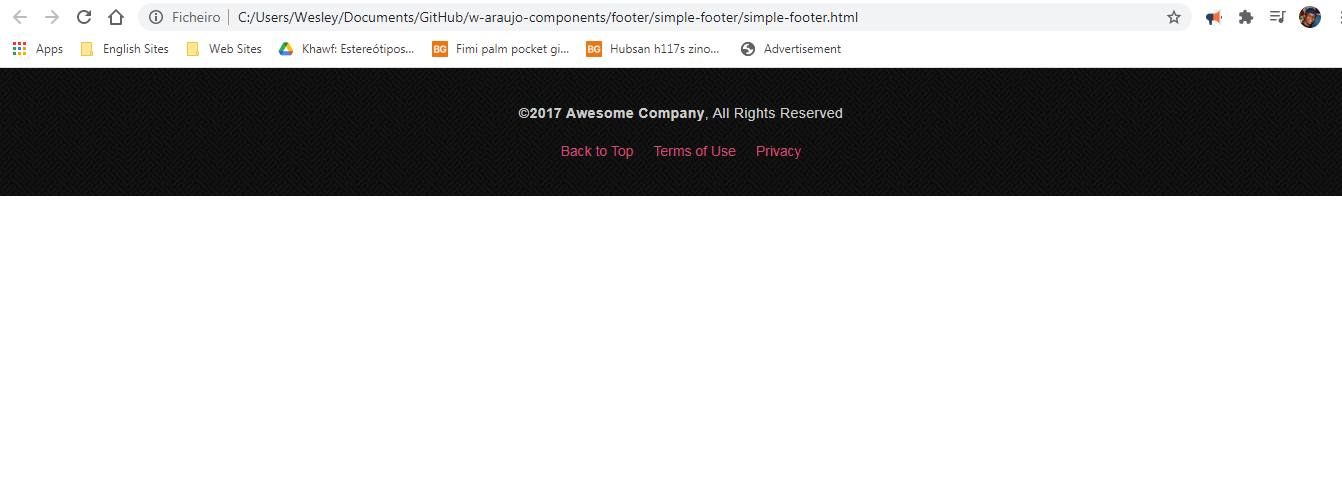 Ficheiro C:/Users/Wesley/Documents/GitHub/w-araujo-components/footer/simple-footer/simple-footer.html
Apps English Sites Web Sites Khawf: Estereótipos... BG Fimi palm pocket gi... BG Hubsan h117s zino... Advertisement
©2017 Awesome Company, All Rights Reserved
Back to Top Terms of Use Privacy